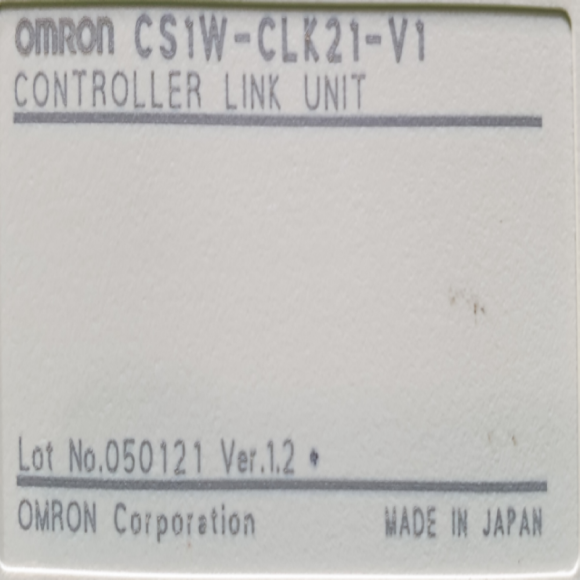 omron CS1W-CLK21-V1
CONTROLLER LINK UNIT
Lot No.050121 Ver.1.2
OMRON Corporation MADE IN JAPAN